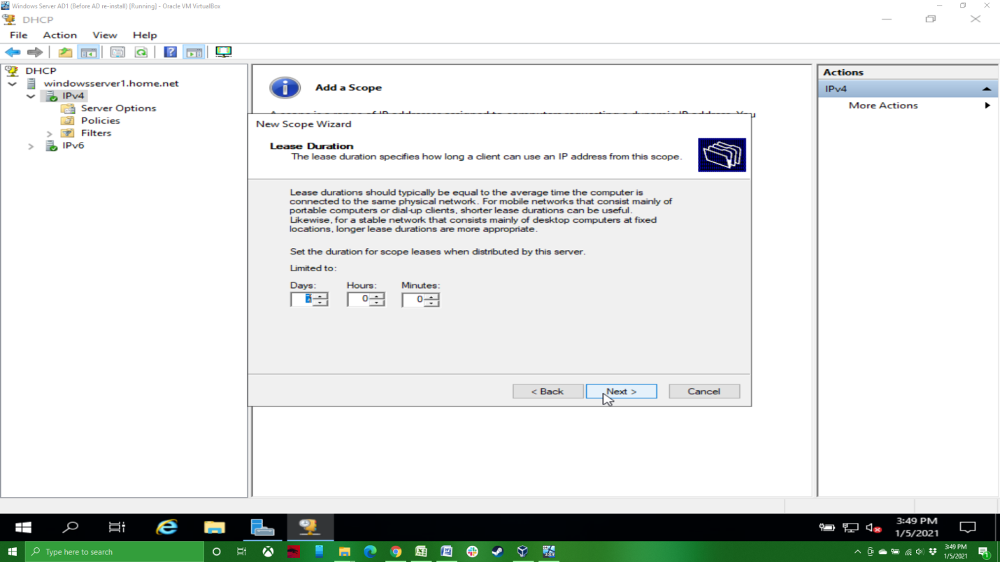 Windows Server AD1 (Before AD re-install) [Running] - Oracle VM VirtualBox
DHCP
File Action View Help
DHCP
windowsserver1.home.net
IPv4
Server Options
Policies
Filters
IPv6
Add a Scope
New Scope Wizard
Lease Duration
The lease duration specifies how long a client can use an IP address from this scope.
Lease durations should typically be equal to the average time the computer is
connected to the same physical network. For mobile networks that consist mainly of
portable computers or dial-up clients, shorter lease durations can be useful.
Likewise, for a stable network that consists mainly of desktop computers at fixed
locations, longer lease durations are more appropriate.
Set the duration for scope leases when distributed by this server.
Limited to:
Days: Hours: Minutes:
0 0
< Back Next > Cancel
Actions
IPv4
More Actions
3:49 PM
1/5/2021
Type here to search
3:49 PM
1/5/2021